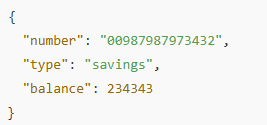 {
  "number": "00987987973432",
  "type": "savings",
  "balance": 234343
}